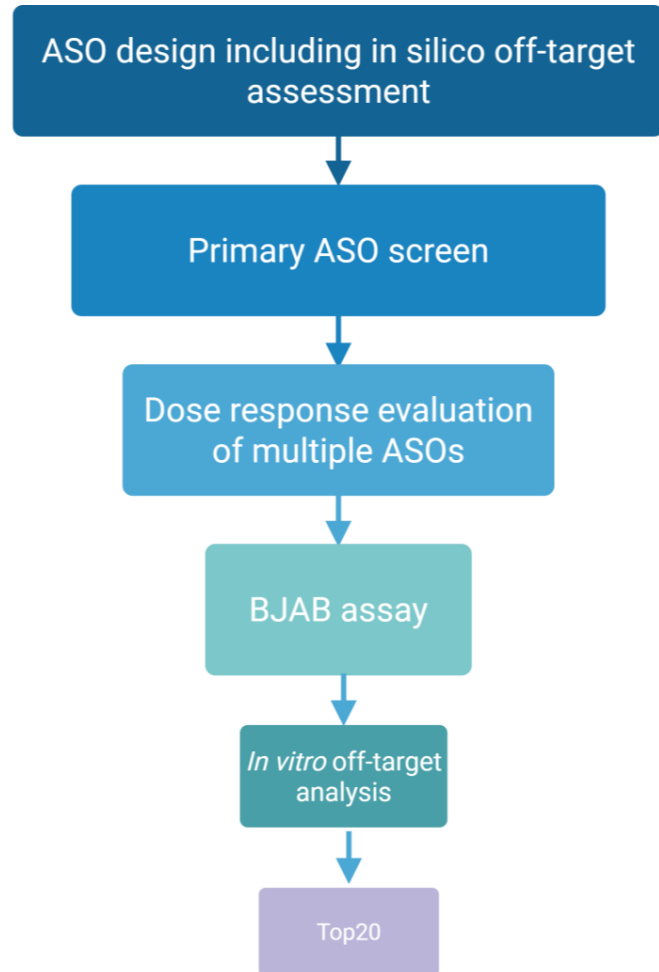 ASO design including in silico off-target
assessment
Primary ASO screen
Dose response evaluation
of multiple ASOs
BJAB assay
In vitro off-target
analysis
Top20